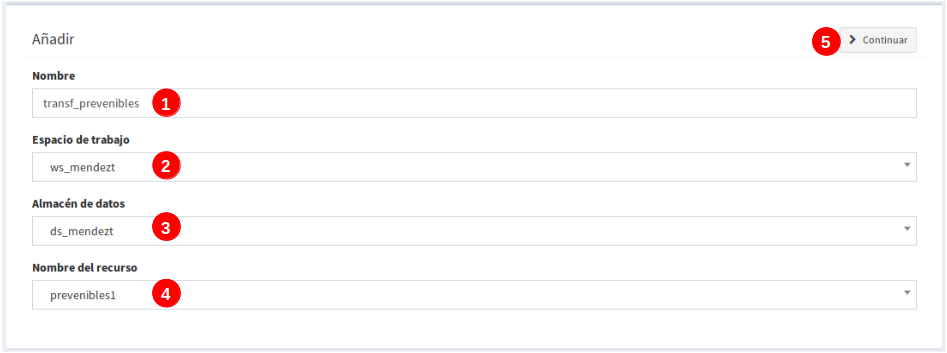 Añadir
5 Continuar
Nombre
transf_prevenibles 1
Espacio de trabajo
ws_mendezt 2
Almacén de datos
ds_mendezt 3
Nombre del recurso
prevenibles1 4